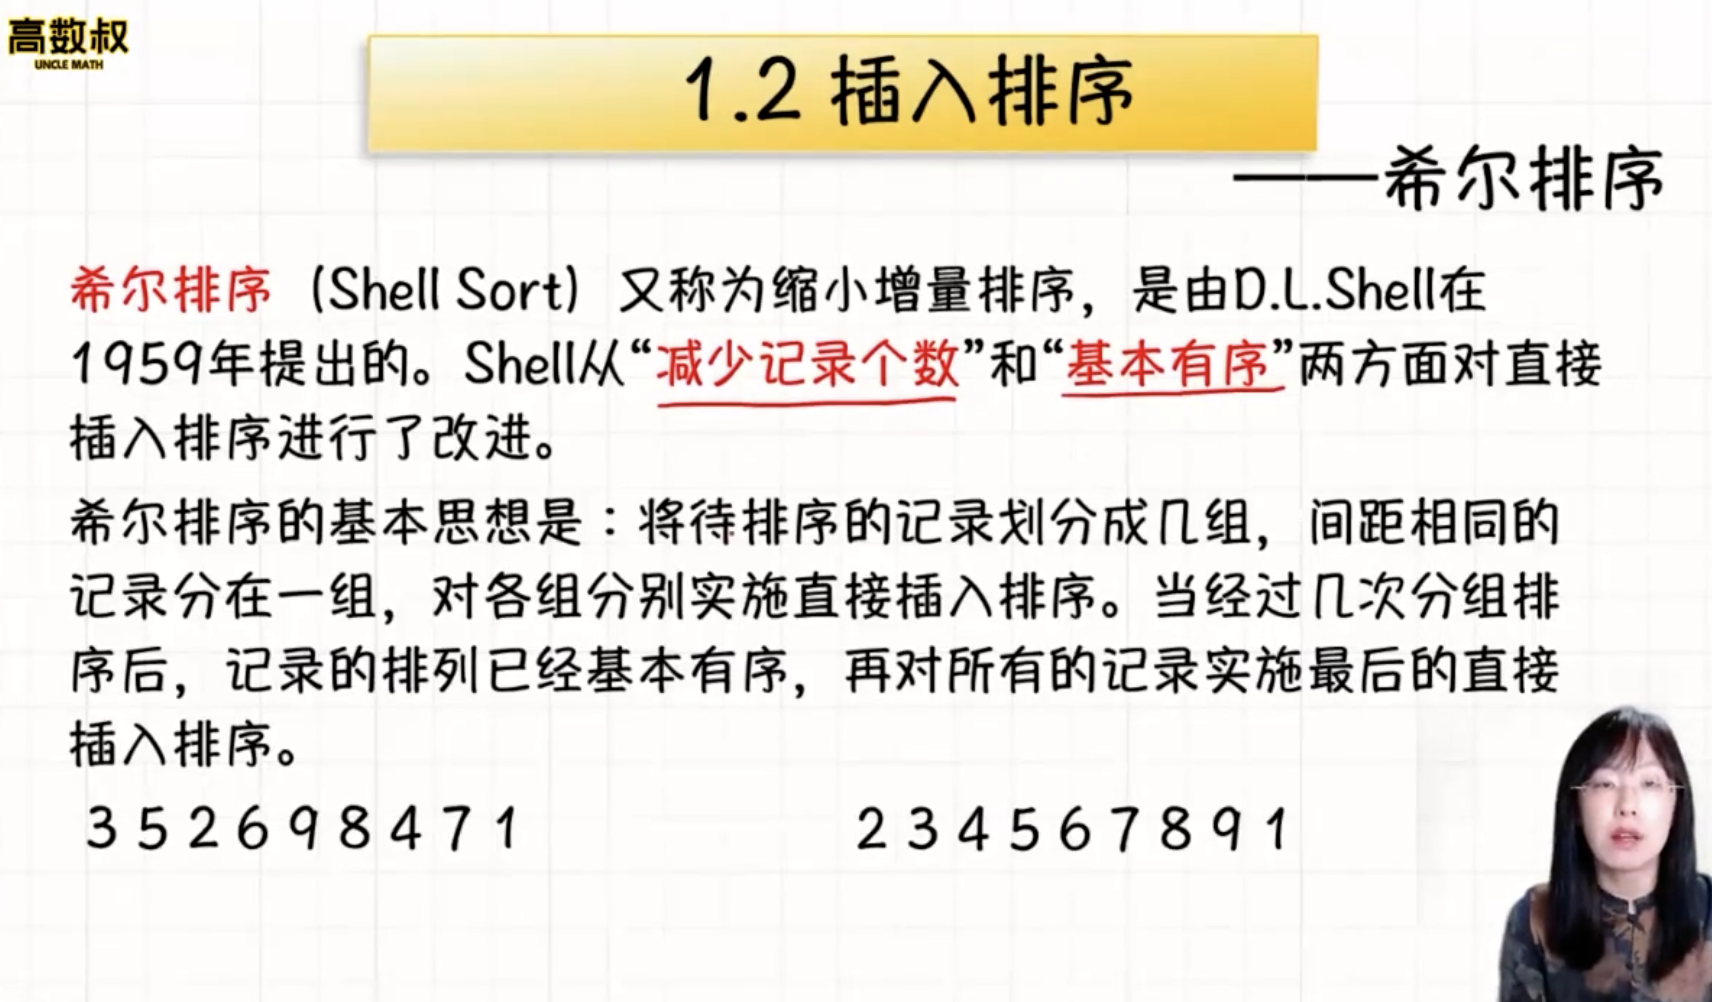 高数叔
UNCLE MATH
1.2 插入排序
——希尔排序
希尔排序（Shell Sort）又称为缩小增量排序，是由D.L.Shell在
1959年提出的。Shell从“减少记录个数”和“基本有序”两方面对直接
插入排序进行了改进。
希尔排序的基本思想是：将待排序的记录划分成几组，间距相同的
记录分在一组，对各组分别实施直接插入排序。当经过几次分组排
序后，记录的排列已经基本有序，再对所有的记录实施最后的直接
插入排序。
3 5 2 6 9 8 4 7 1
2 3 4 5 6 7 8 9 1